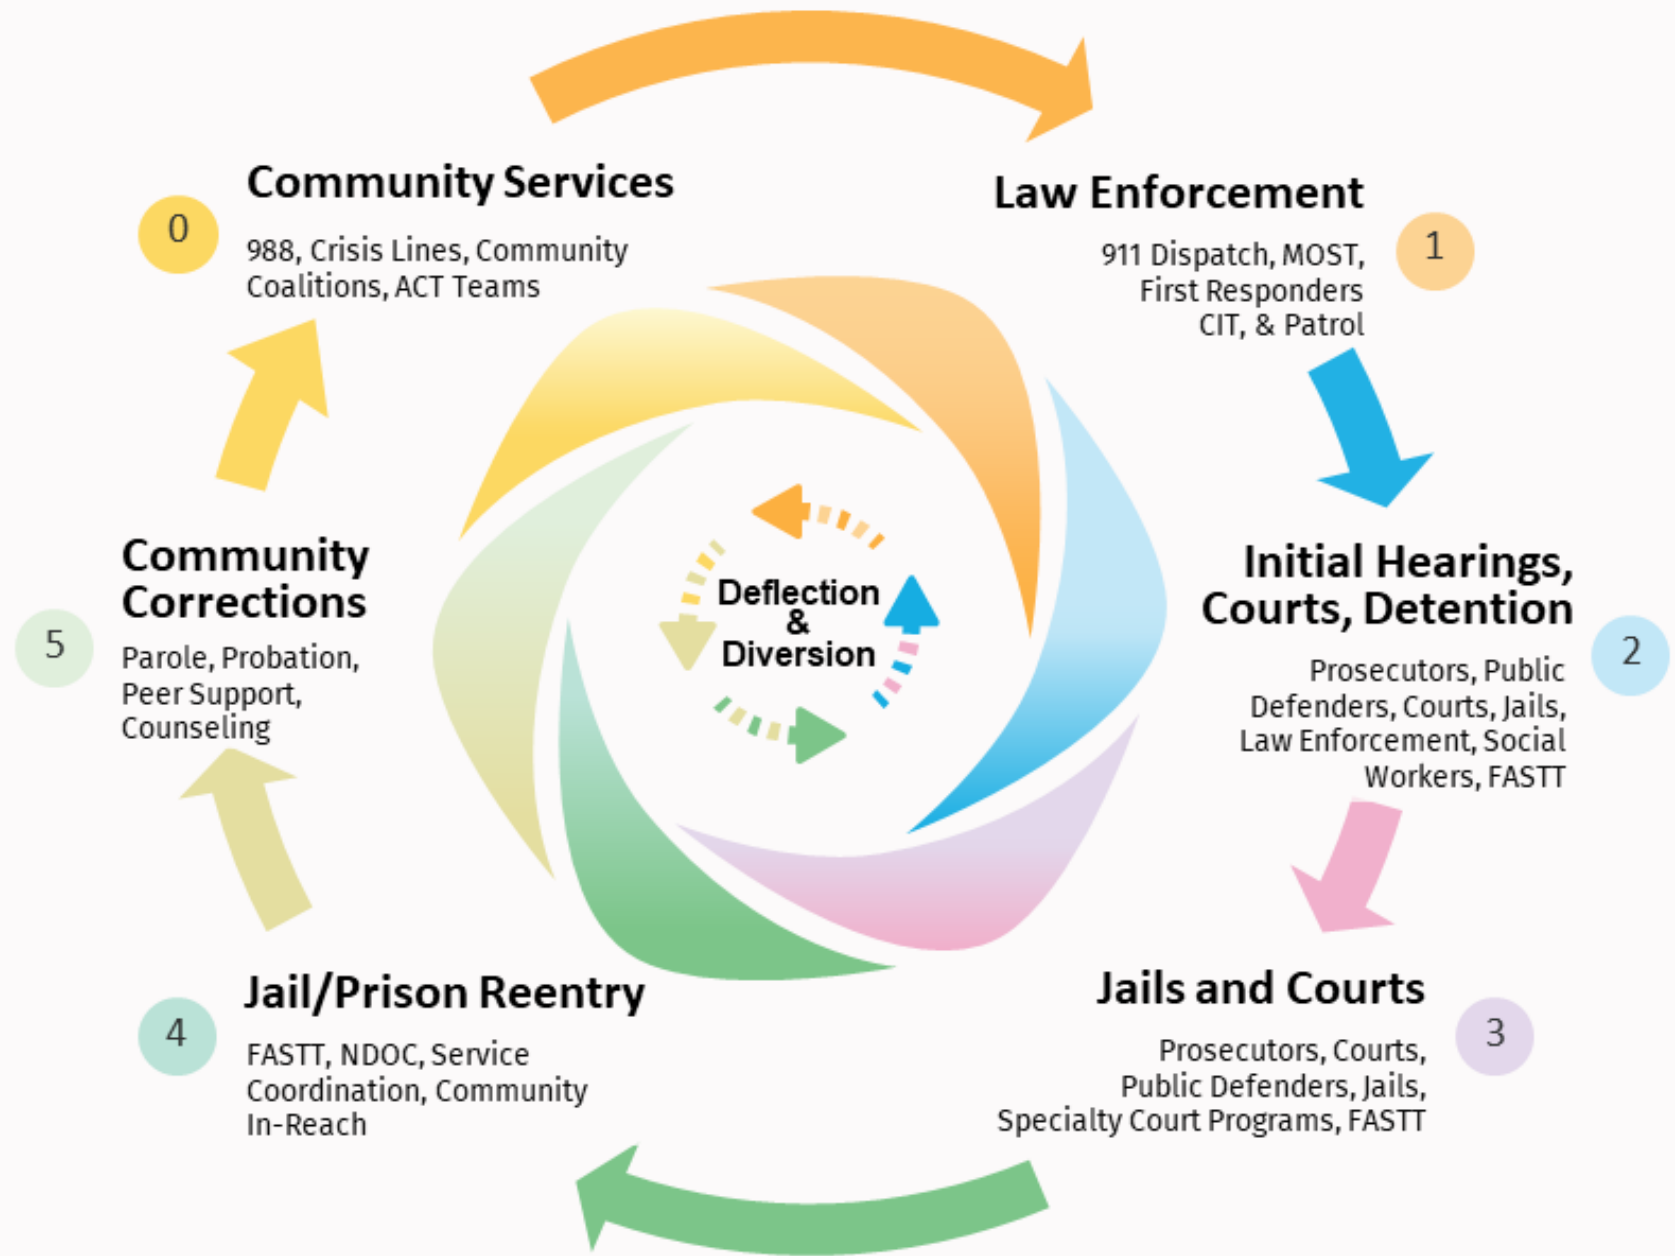 0
Community Services
988, Crisis Lines, Community
Coalitions, ACT Teams
Law Enforcement
1
911 Dispatch, MOST,
First Responders
CIT, & Patrol
Initial Hearings,
Courts, Detention
2
Prosecutors, Public
Defenders, Courts, Jails,
Law Enforcement, Social
Workers, FASTT
Jails and Courts
3
Prosecutors, Courts,
Public Defenders, Jails,
Specialty Court Programs, FASTT
Jail/Prison Reentry
4
FASTT, NDOC, Service
Coordination, Community
In-Reach
Community
Corrections
5
Parole, Probation,
Peer Support,
Counseling
Deflection
&
Diversion